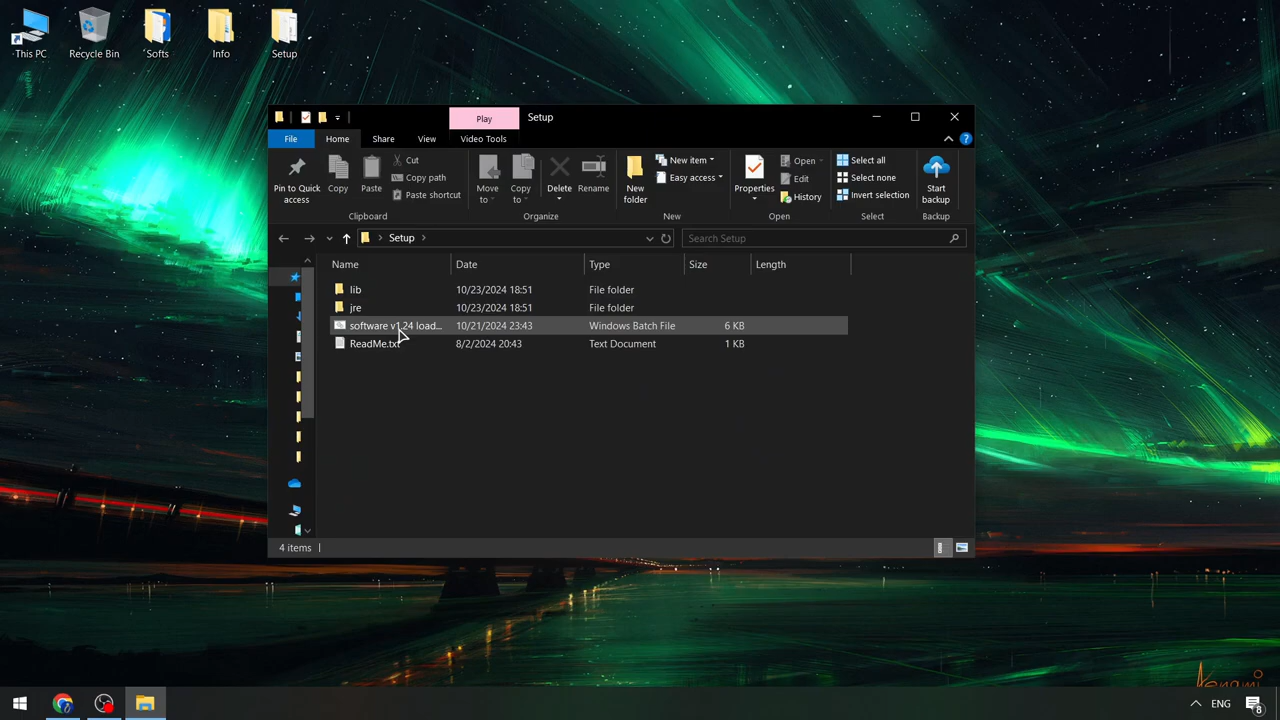 This PC
Recycle Bin
Softs
Info
Setup
Play
Setup
File
Home
Share
View
Video Tools
Pin to Quick access
Copy
Paste
Cut
Copy path
Paste shortcut
Move to
Copy to
Delete
Rename
New folder
New item
Easy access
Properties
Open
Edit
History
Select all
Select none
Invert selection
Start backup
Clipboard
Organize
New
Open
Select
Backup
Setup
Search Setup
Name
Date
Type
Size
Length
lib
10/23/2024 18:51
File folder
jre
10/23/2024 18:51
File folder
software v1.24 load...
10/21/2024 23:43
Windows Batch File
6 KB
ReadMe.txt
8/2/2024 20:43
Text Document
1 KB
4 items
ENG
8